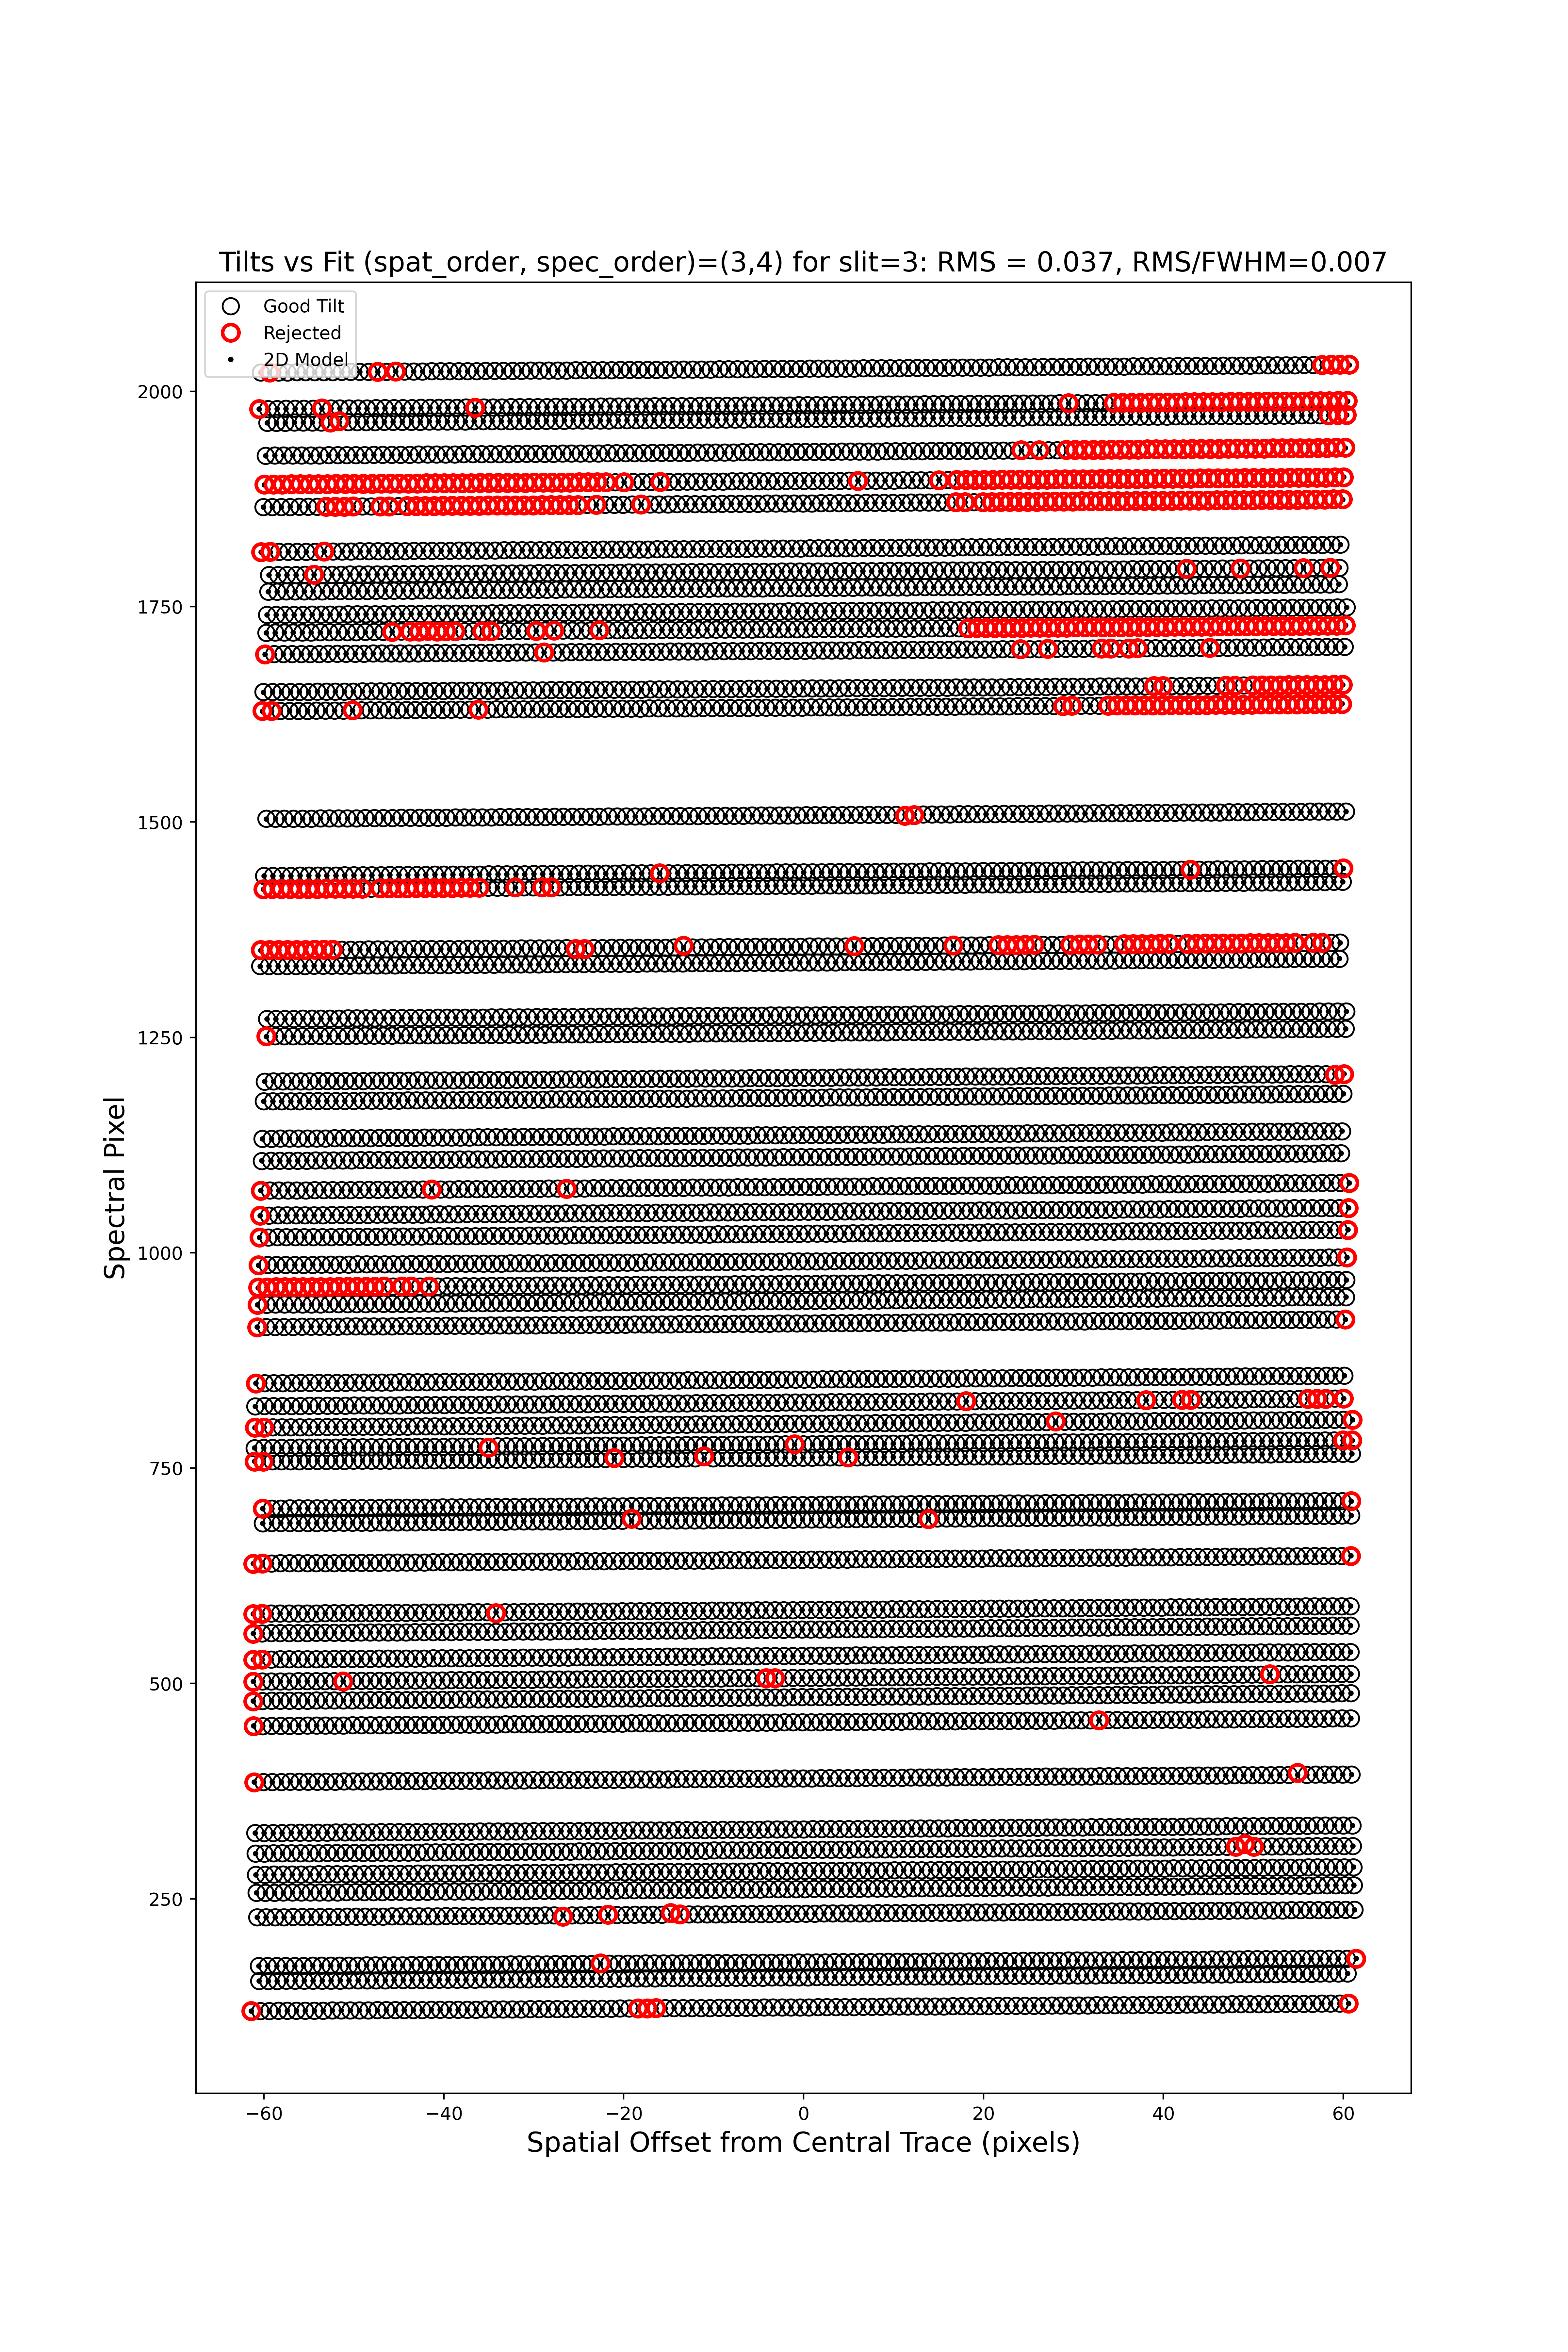 Tilts vs Fit (spat_order, spec_order)=(3,4) for slit=3: RMS = 0.037, RMS/FWHM=0.007
Good Tilt
Rejected
2D Model
2000
1750
1500
1250
1000
750
500
250
Spectral Pixel
−60 −40 −20 0 20 40 60
Spatial Offset from Central Trace (pixels)